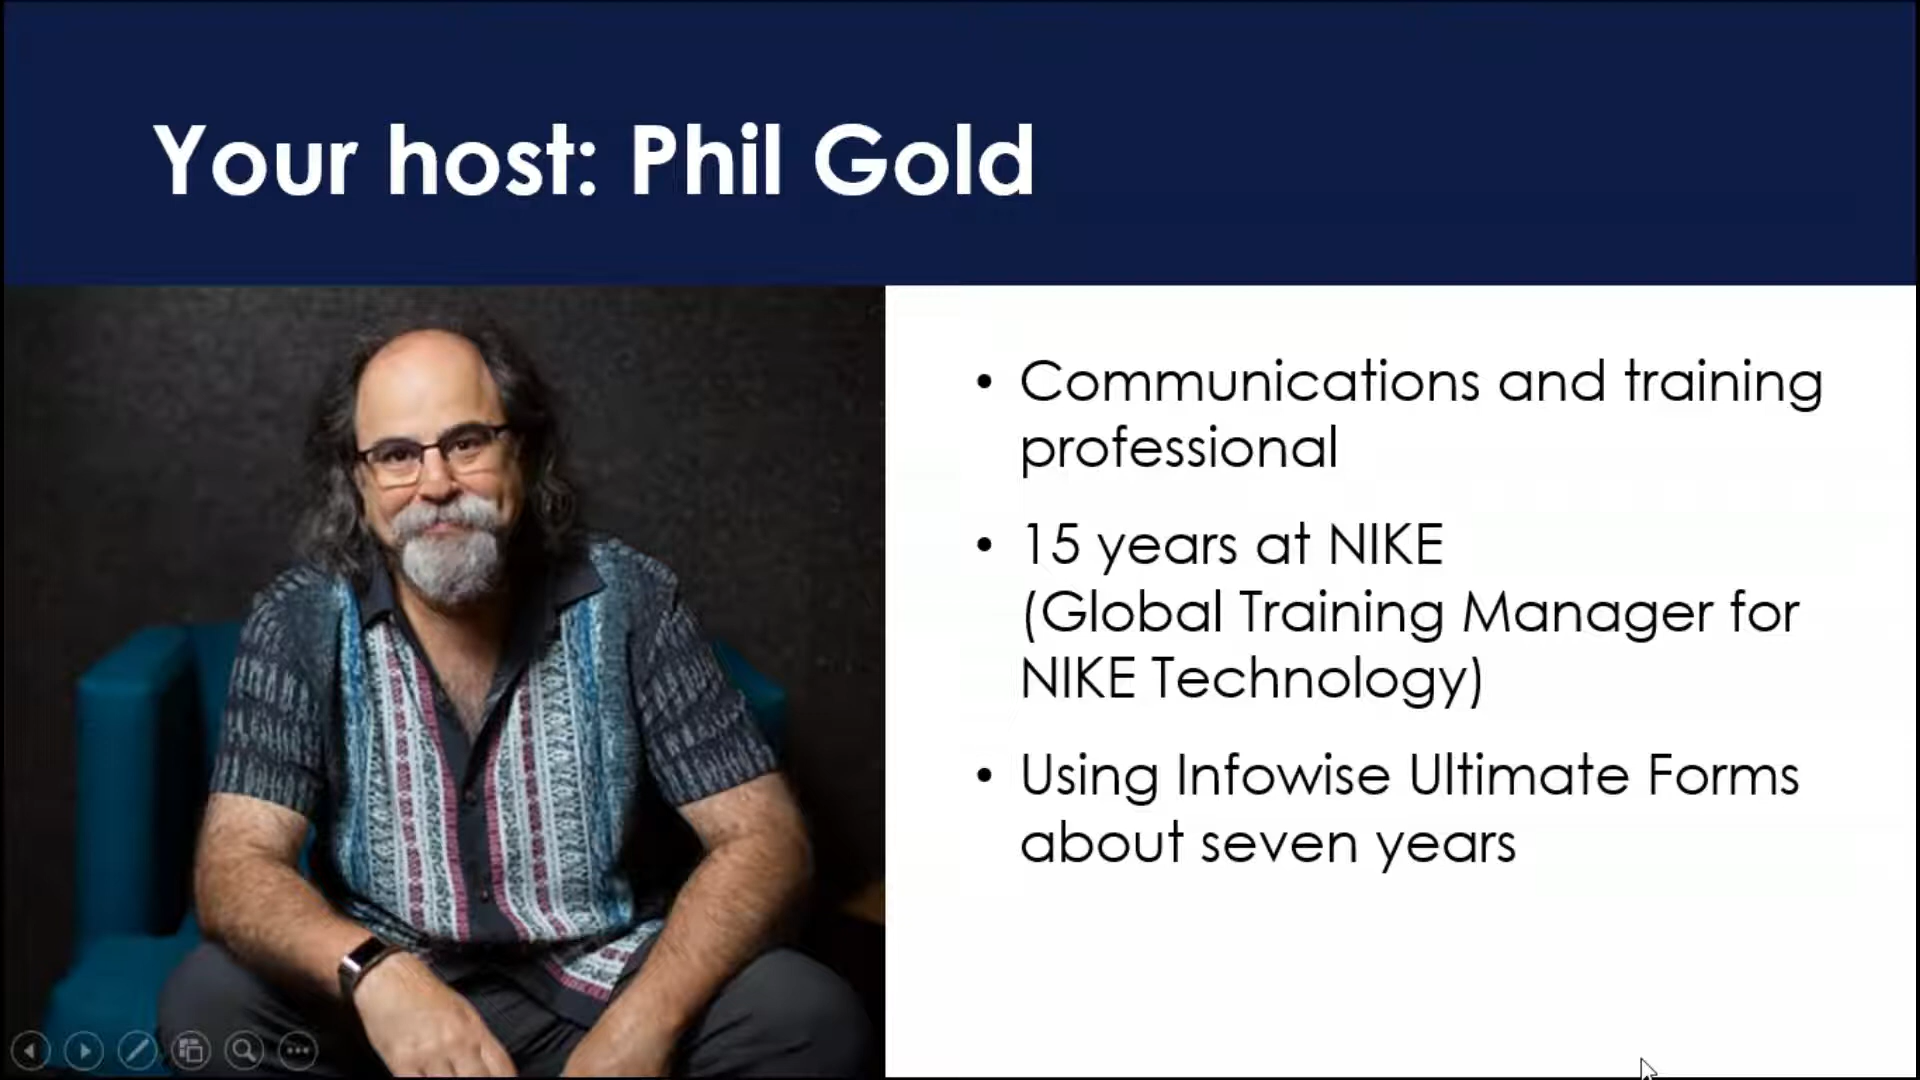 Your host: Phil Gold
• Communications and training
professional
• 15 years at NIKE
(Global Training Manager for
NIKE Technology)
• Using Infowise Ultimate Forms
about seven years